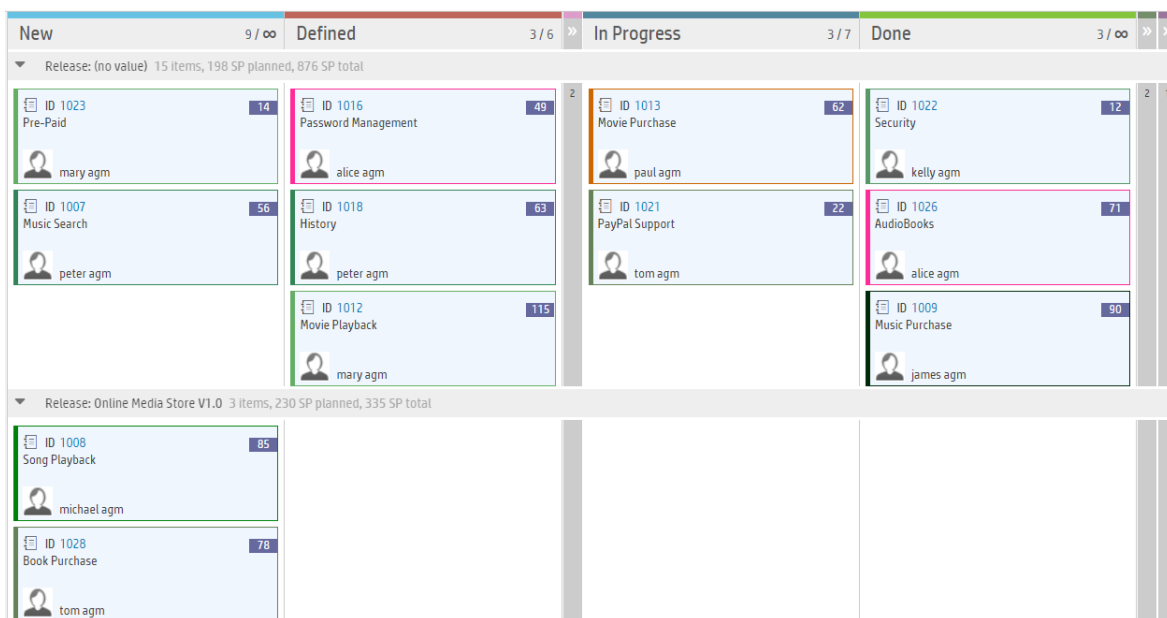 New 9 / ∞ Defined 3 / 6 » In Progress 3 / 7 Done 3 / ∞ » »
Release: (no value) 15 items, 198 SP planned, 876 SP total
2 2
ID 1023 14
Pre-Paid
mary agm
ID 1007 56
Music Search
peter agm
ID 1016 49
Password Management
alice agm
ID 1018 63
History
peter agm
ID 1012 115
Movie Playback
mary agm
ID 1013 62
Movie Purchase
paul agm
ID 1021 22
PayPal Support
tom agm
ID 1022 12
Security
kelly agm
ID 1026 71
AudioBooks
alice agm
ID 1009 90
Music Purchase
james agm
Release: Online Media Store V1.0 3 items, 230 SP planned, 335 SP total
ID 1008 85
Song Playback
michael agm
ID 1028 78
Book Purchase
tom agm